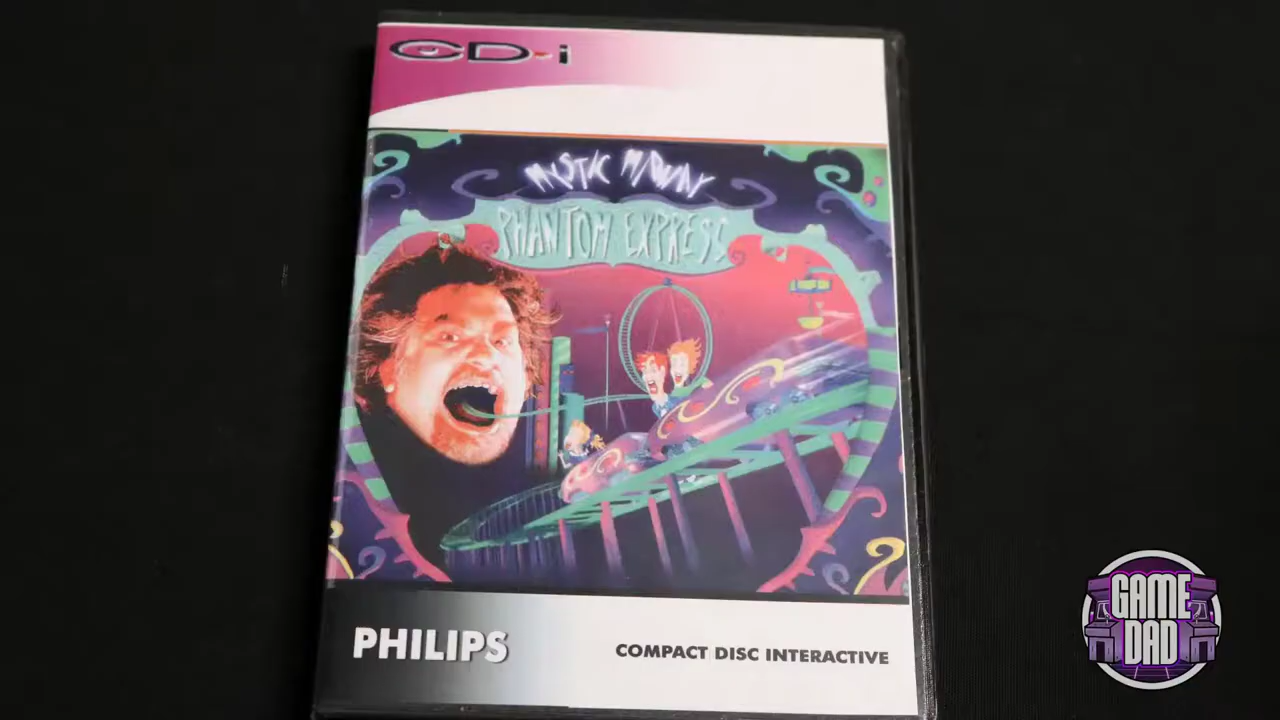 CD-i
MYSTIC MIDWAY
PHANTOM EXPRESS
PHILIPS
COMPACT DISC INTERACTIVE
GAME
DAD